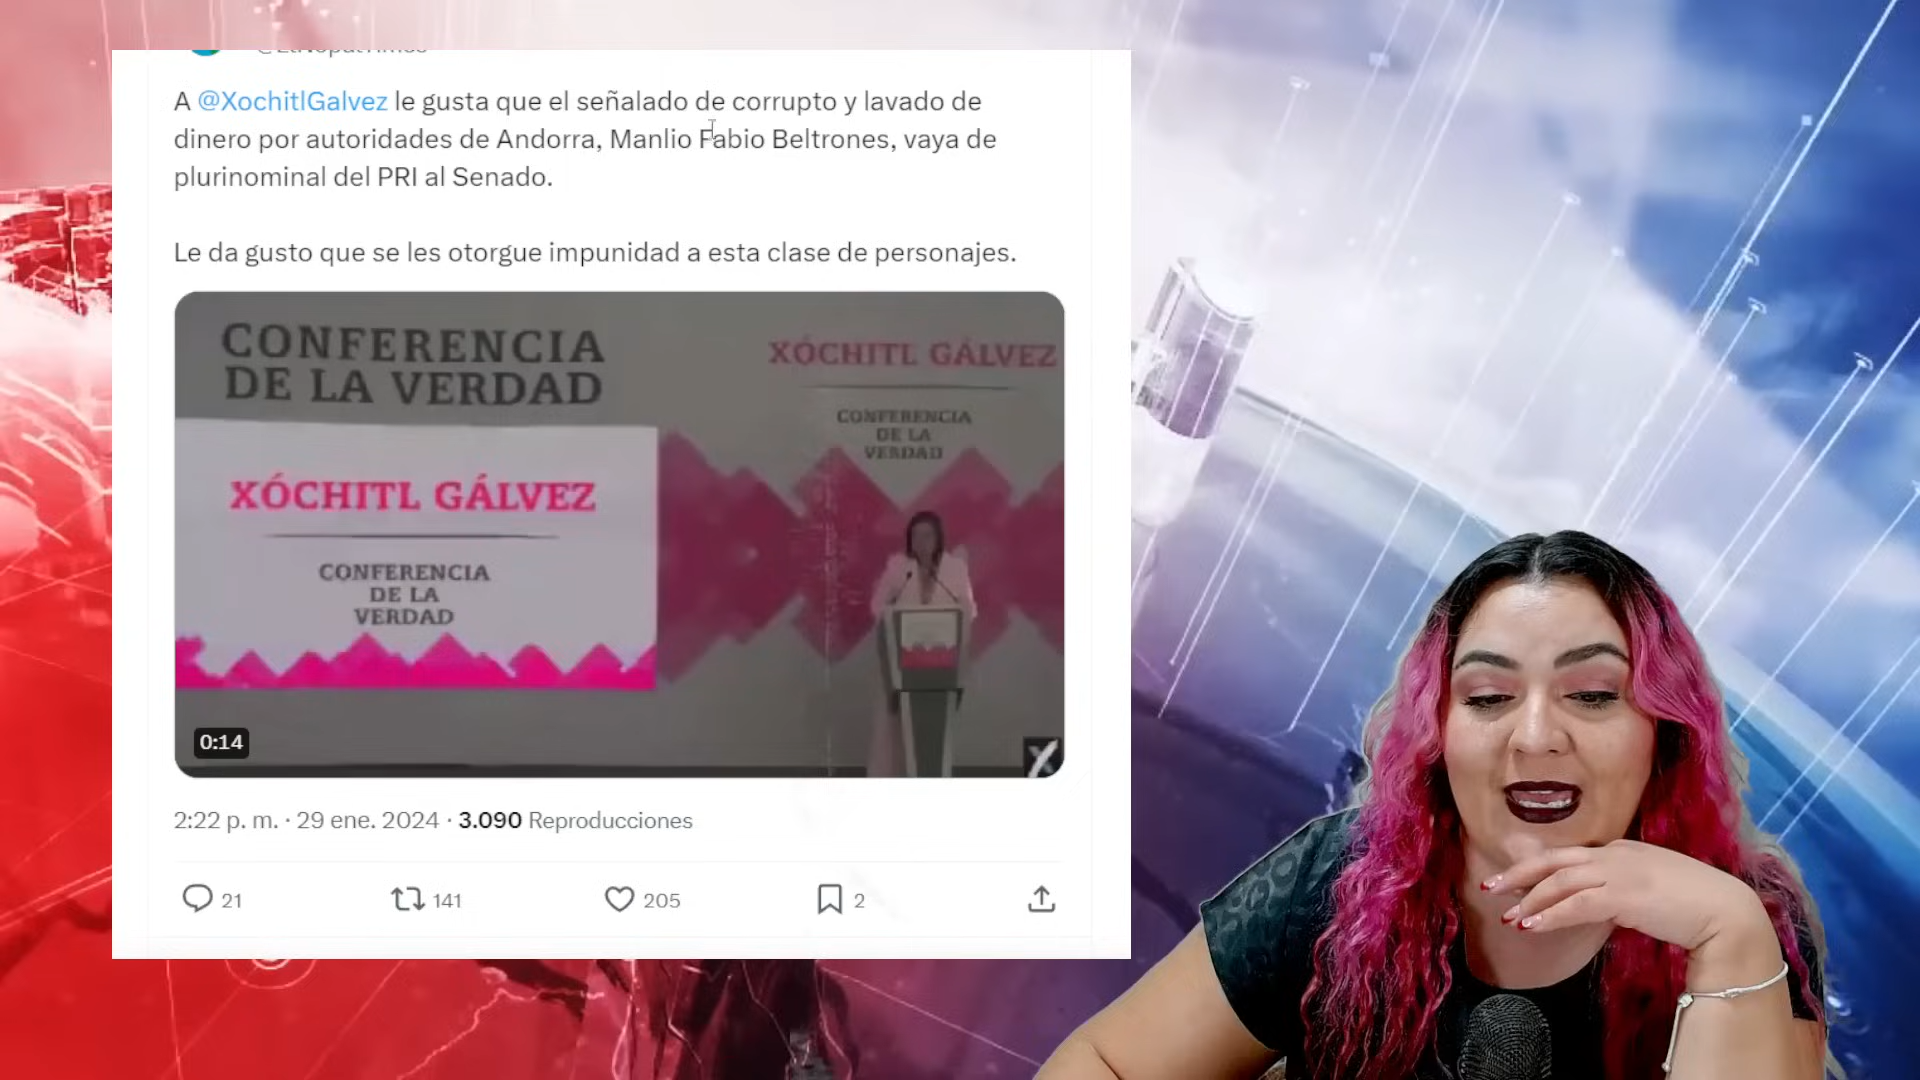 A @XochitlGalvez le gusta que el señalado de corrupto y lavado de
dinero por autoridades de Andorra, Manlio Fabio Beltrones, vaya de
plurinominal del PRI al Senado.
Le da gusto que se les otorgue impunidad a esta clase de personajes.
CONFERENCIA
DE LA VERDAD
XÓCHITL GÁLVEZ
CONFERENCIA
DE LA
VERDAD
XÓCHITL GÁLVEZ
CONFERENCIA
DE LA
VERDAD
0:14
2:22 p. m. · 29 ene. 2024 · 3.090 Reproducciones
21
141
205
2